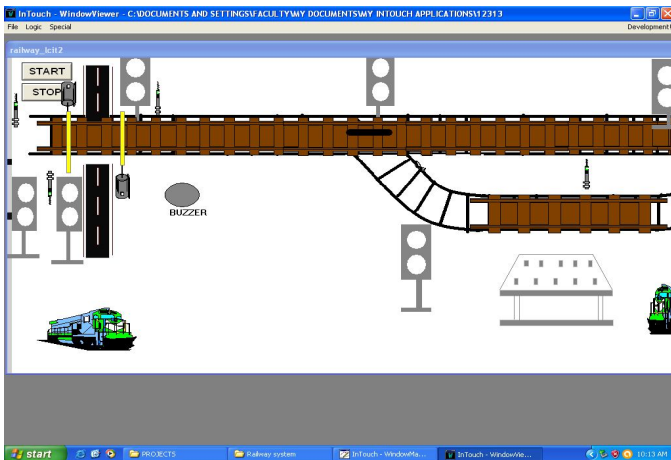 InTouch - WindowViewer - C:\DOCUMENTS AND SETTINGS\FACULTY\MY DOCUMENTS\MY INTOUCH APPLICATIONS\12313
File Logic Special Development
railway_lcit2
START
STOP
BUZZER
start PROJECTS Railway system InTouch - WindowMa... InTouch - WindowVie... 10:13 AM